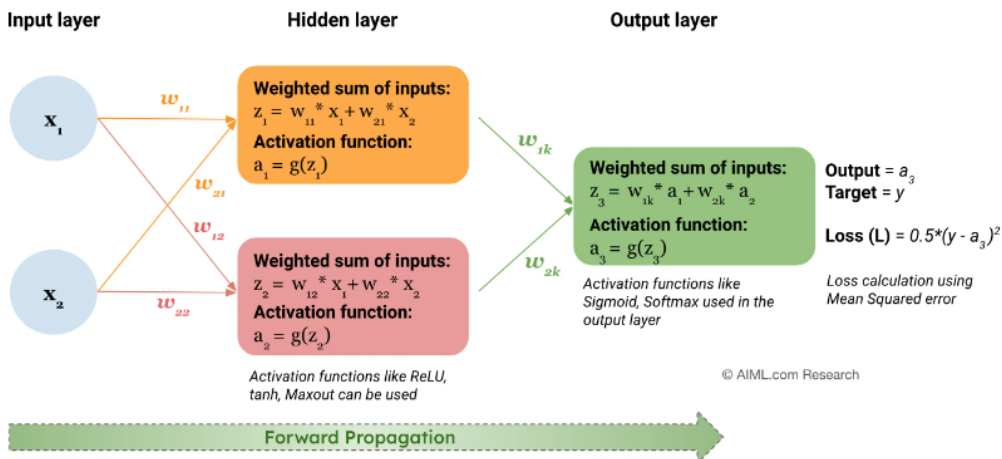 Input layer
Hidden layer
Output layer
x₁
x₂
w₁₁
w₂₁
w₁₂
w₂₂
Weighted sum of inputs:
z₁ = w₁₁* x₁ + w₂₁* x₂
Activation function:
a₁ = g(z₁)
Weighted sum of inputs:
z₂ = w₁₂* x₁ + w₂₂* x₂
Activation function:
a₂ = g(z₂)
Activation functions like ReLU,
tanh, Maxout can be used
w₁ₖ
w₂ₖ
Weighted sum of inputs:
z₃ = w₁ₖ* a₁ + w₂ₖ* a₂
Activation function:
a₃ = g(z₃)
Activation functions like
Sigmoid, Softmax used in the
output layer
Output = a₃
Target = y
Loss (L) = 0.5*(y - a₃)²
Loss calculation using
Mean Squared error
© AIML.com Research
Forward Propagation